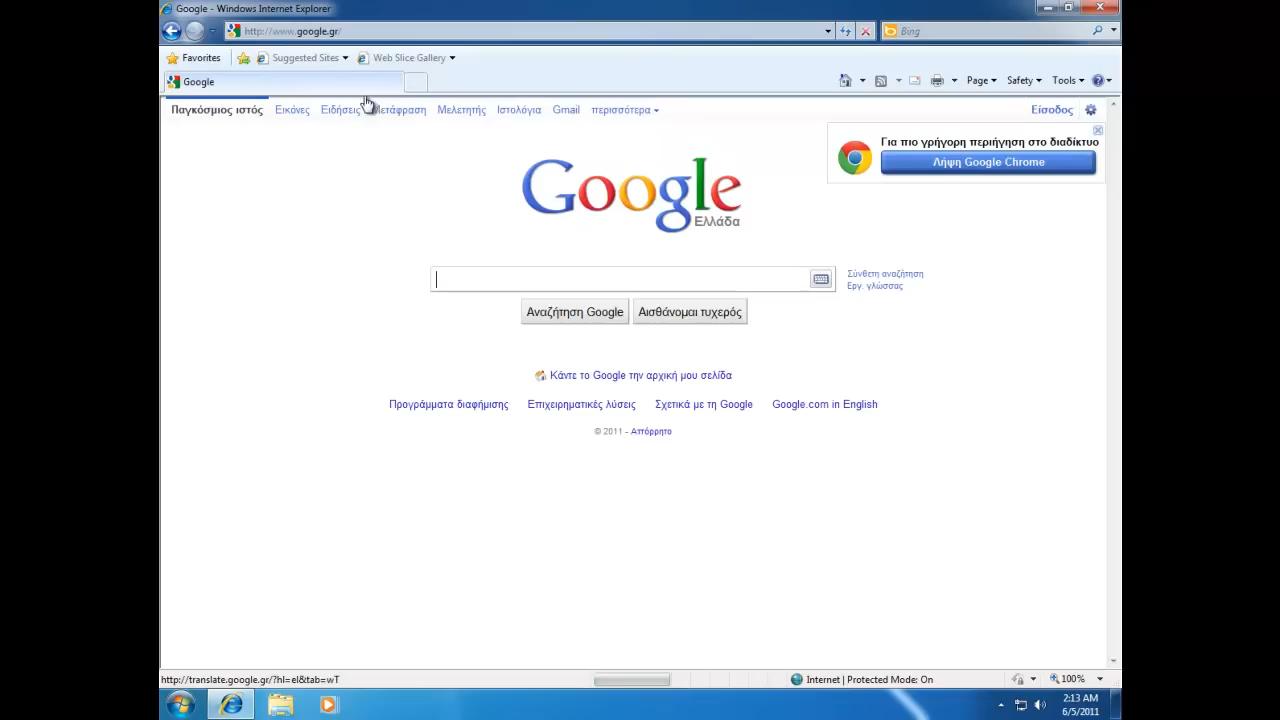 Google - Windows Internet Explorer
http://www.google.gr/
Bing
Favorites Suggested Sites Web Slice Gallery
Google
Page Safety Tools
Παγκόσμιος ιστός Εικόνες Ειδήσεις Μετάφραση Μελετητής Ιστολόγια Gmail περισσότερα Είσοδος
Για πιο γρήγορη περιήγηση στο διαδίκτυο
Λήψη Google Chrome
Google
Ελλάδα
Σύνθετη αναζήτηση
Εργ. γλώσσας
Αναζήτηση Google Αισθάνομαι τυχερός
Κάντε το Google την αρχική μου σελίδα
Προγράμματα διαφήμισης Επιχειρηματικές λύσεις Σχετικά με τη Google Google.com in English
© 2011 - Απόρρητο
http://translate.google.gr/?hl=el&tab=wT Internet | Protected Mode: On 100%
2:13 AM
6/5/2011